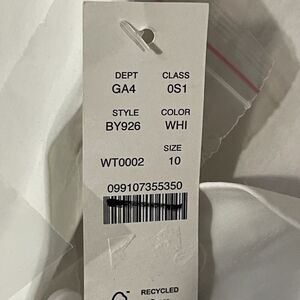 DEPT CLASS
GA4 0S1
STYLE COLOR
BY926 WHI
SIZE
WT0002 10
099107355350
RECYCLED